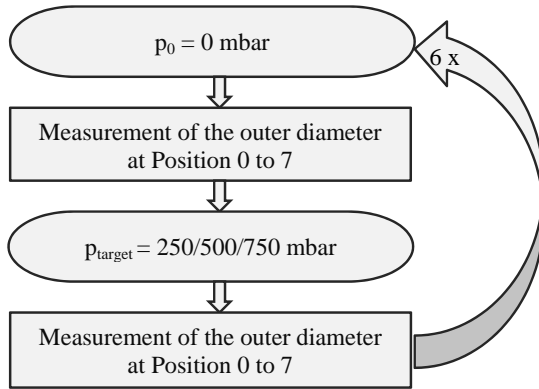 p₀ = 0 mbar
6 x
Measurement of the outer diameter
at Position 0 to 7
p_target = 250/500/750 mbar
Measurement of the outer diameter
at Position 0 to 7